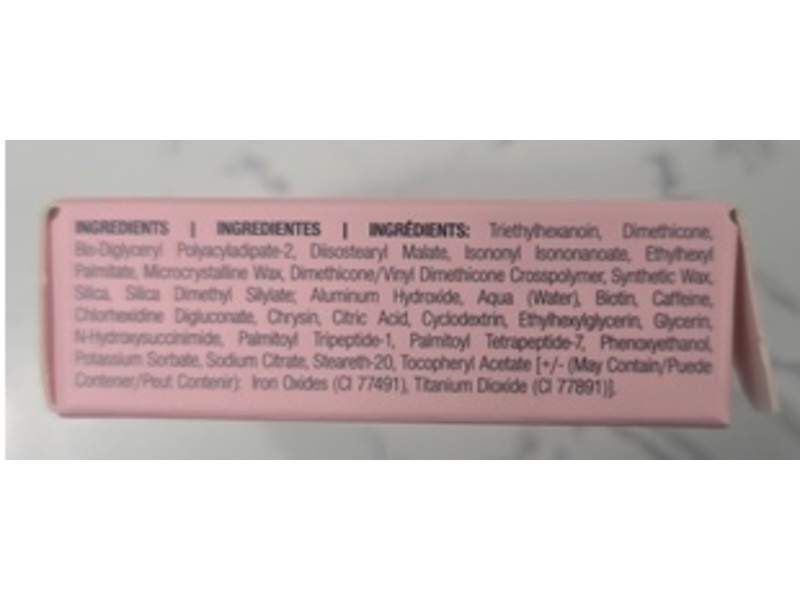 INGREDIENTS | INGREDIENTES | INGRÉDIENTS: Triethylhexanoin, Dimethicone,
Bis-Diglyceryl Polyacyladipate-2, Diisostearyl Malate, Isononyl Isononanoate, Ethylhexyl
Palmitate, Microcrystalline Wax, Dimethicone/Vinyl Dimethicone Crosspolymer, Synthetic Wax,
Silica, Silica Dimethyl Silylate; Aluminum Hydroxide, Aqua (Water), Biotin, Caffeine,
Chlorhexidine Digluconate, Chrysin, Citric Acid, Cyclodextrin, Ethylhexylglycerin, Glycerin,
N-Hydroxysuccinimide, Palmitoyl Tripeptide-1, Palmitoyl Tetrapeptide-7, Phenoxyethanol,
Potassium Sorbate, Sodium Citrate, Steareth-20, Tocopheryl Acetate [+/- (May Contain/Puede
Contener/Peut Contenir): Iron Oxides (CI 77491), Titanium Dioxide (CI 77891)].